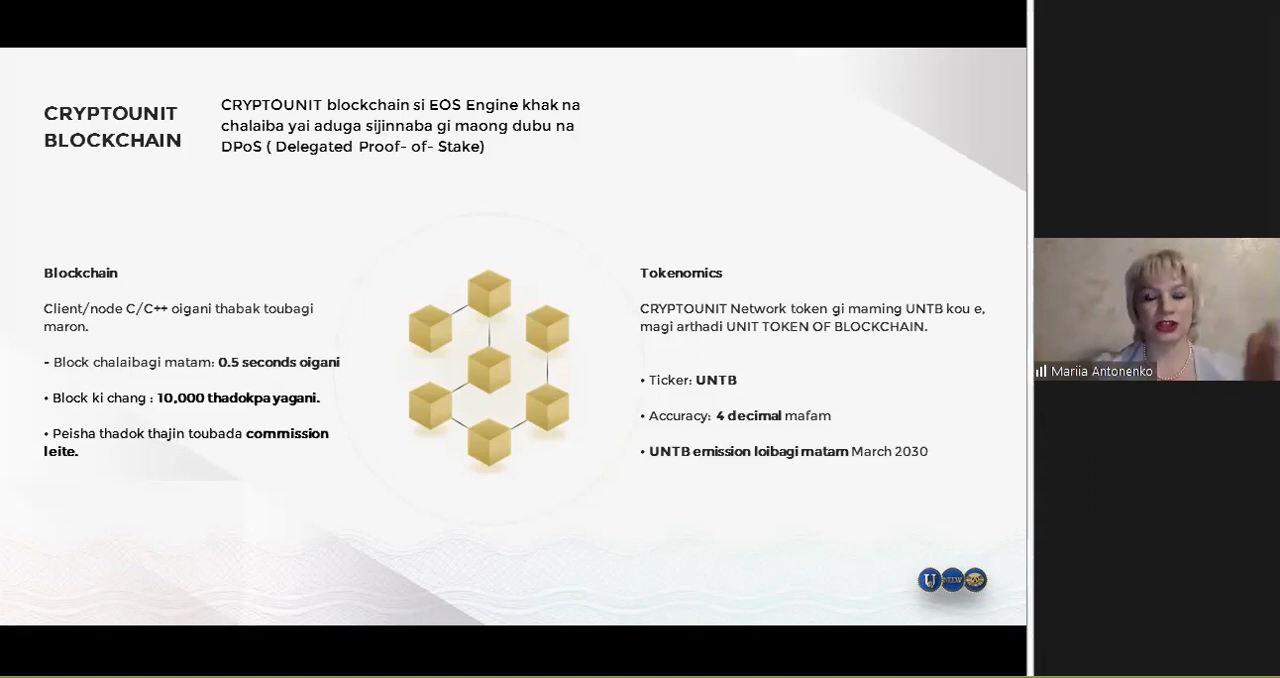 CRYPTOUNIT
BLOCKCHAIN
CRYPTOUNIT blockchain si EOS Engine khak na
chalaiba yai aduga sijinnaba gi maong dubu na
DPoS ( Delegated Proof- of- Stake)
Blockchain
Client/node C/C++ oigani thabak toubagi
maron.
- Block chalaibagi matam: 0.5 seconds oigani
• Block ki chang : 10,000 thadokpa yagani.
• Peisha thadok thajin toubada commission
leite.
Tokenomics
CRYPTOUNIT Network token gi maming UNTB kou e,
magi arthadi UNIT TOKEN OF BLOCKCHAIN.
• Ticker: UNTB
• Accuracy: 4 decimal mafam
• UNTB emission loibagi matam March 2030
Mariia Antonenko